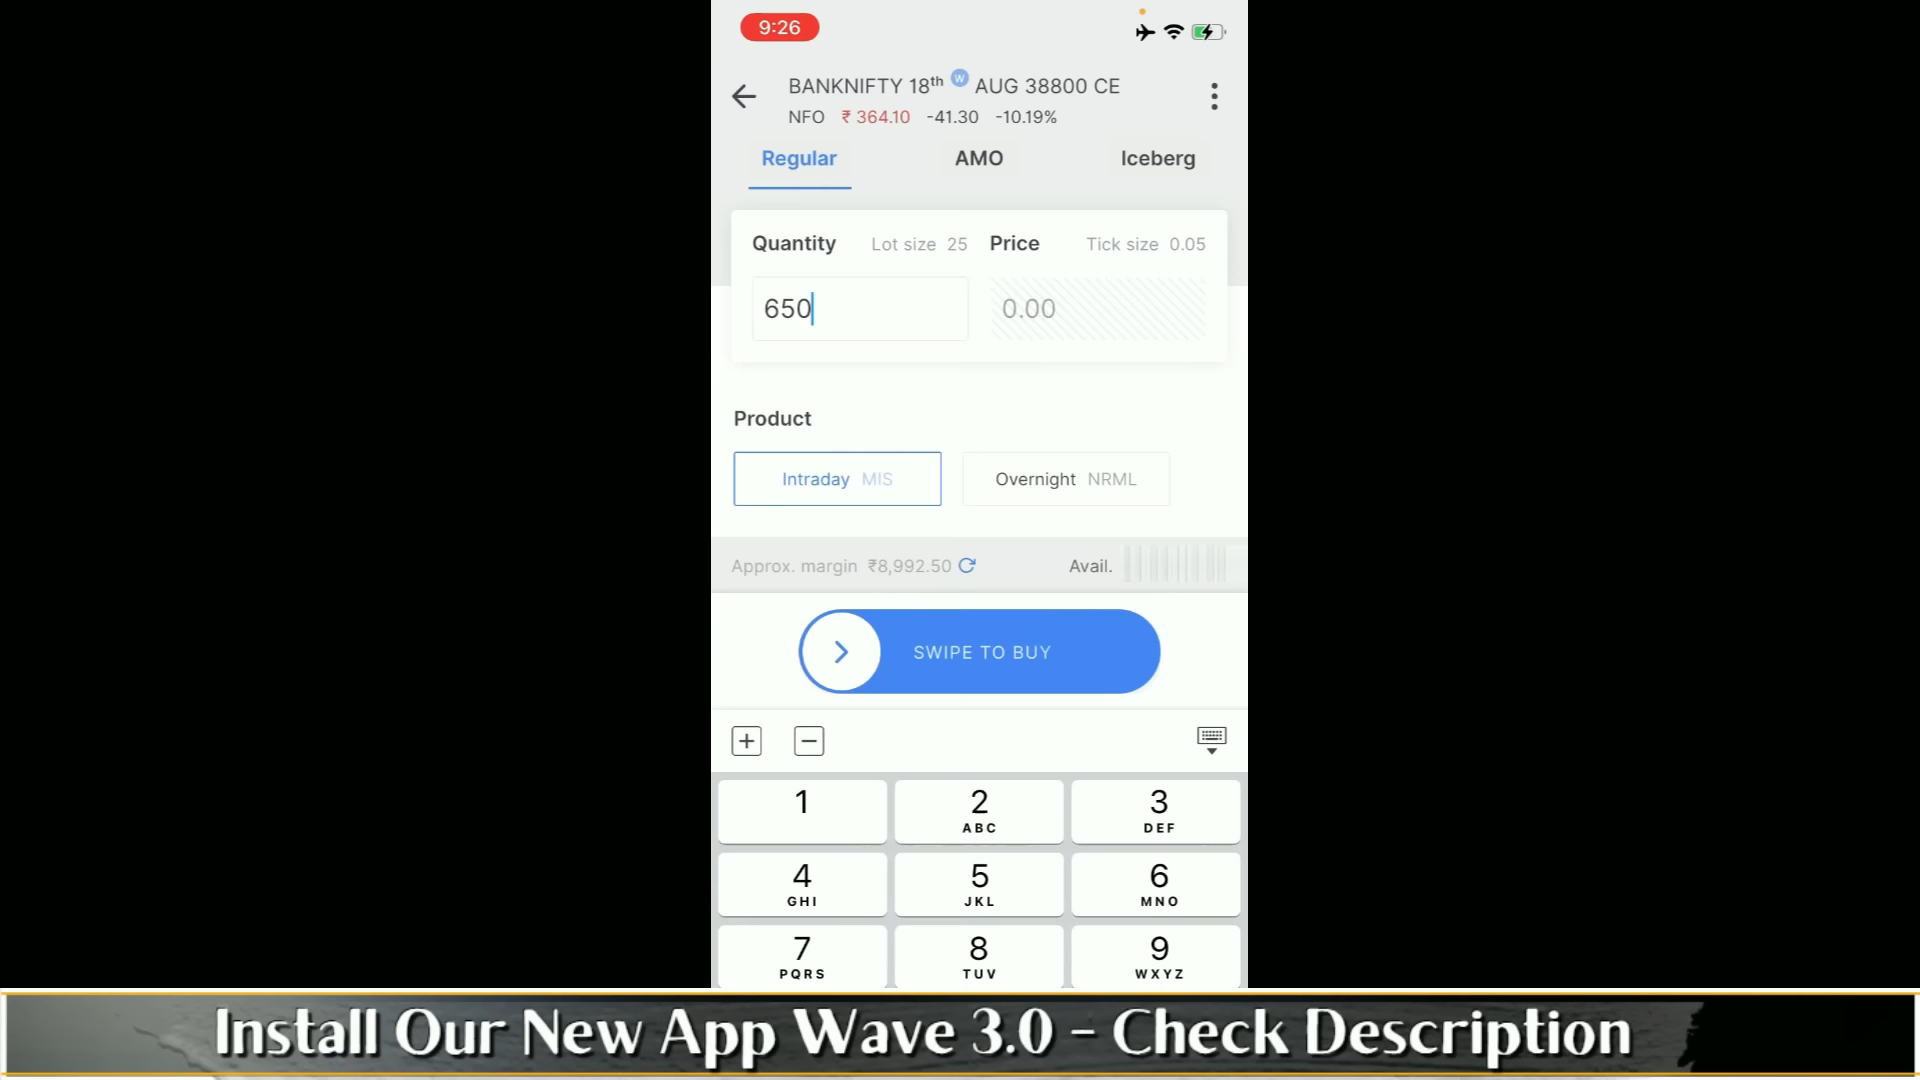 9:26
BANKNIFTY 18th W AUG 38800 CE
NFO ₹ 364.10 -41.30 -10.19%
Regular AMO Iceberg
Quantity Lot size 25 Price Tick size 0.05
650 0.00
Product
Intraday MIS Overnight NRML
Approx. margin ₹8,992.50 Avail.
SWIPE TO BUY
1 2 3
ABC DEF
4 5 6
GHI JKL MNO
7 8 9
PQRS TUV WXYZ
Install Our New App Wave 3.0 - Check Description